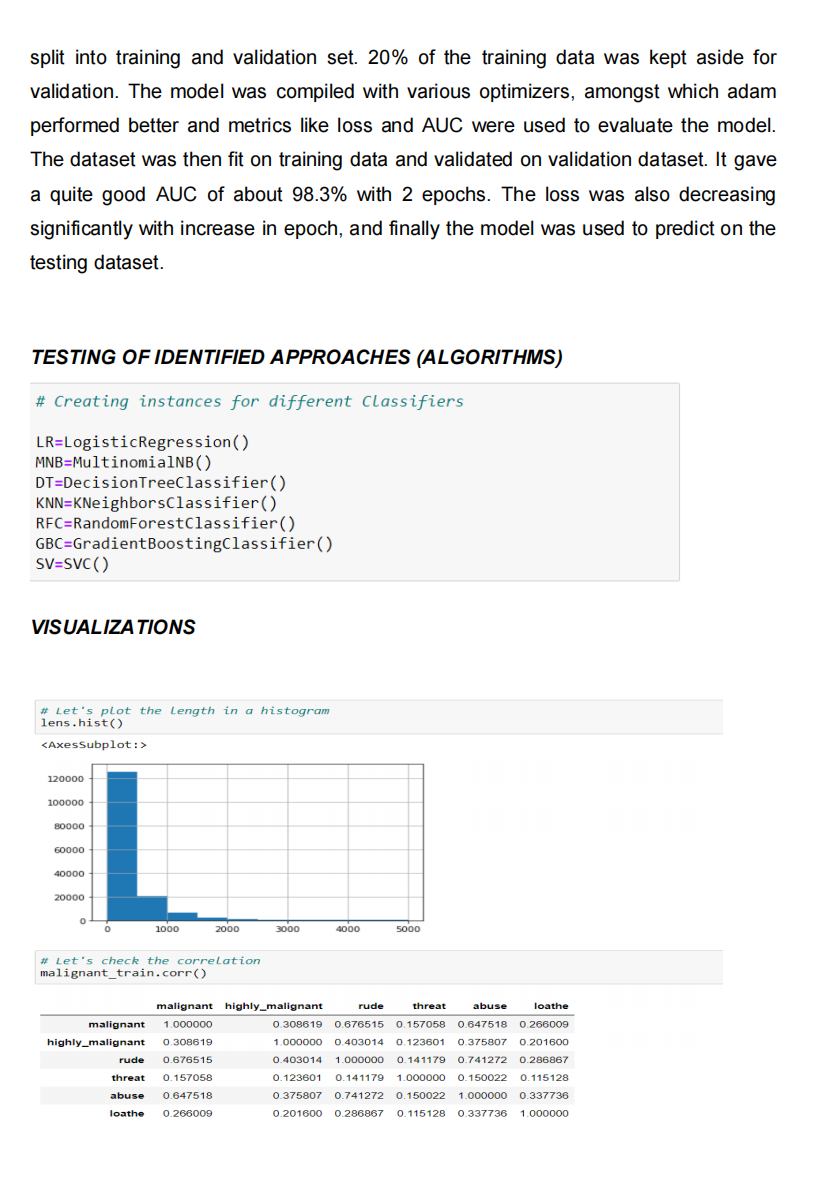 split into training and validation set. 20% of the training data was kept aside for
validation. The model was compiled with various optimizers, amongst which adam
performed better and metrics like loss and AUC were used to evaluate the model.
The dataset was then fit on training data and validated on validation dataset. It gave
a quite good AUC of about 98.3% with 2 epochs. The loss was also decreasing
significantly with increase in epoch, and finally the model was used to predict on the
testing dataset.
TESTING OF IDENTIFIED APPROACHES (ALGORITHMS)
# Creating instances for different Classifiers
LR=LogisticRegression()
MNB=MultinomialNB()
DT=DecisionTreeClassifier()
KNN=KNeighborsClassifier()
RFC=RandomForestClassifier()
GBC=GradientBoostingClassifier()
SV=SVC()
VISUALIZATIONS
# Let's plot the length in a histogram
lens.hist()
<AxesSubplot:>
120000
100000
80000
60000
40000
20000
0
0 1000 2000 3000 4000 5000
# Let's check the correlation
malignant_train.corr()
malignant highly_malignant rude threat abuse loathe
malignant 1.000000 0.308619 0.676515 0.157058 0.647518 0.266009
highly_malignant 0.308619 1.000000 0.403014 0.123601 0.375807 0.201600
rude 0.676515 0.403014 1.000000 0.141179 0.741272 0.286867
threat 0.157058 0.123601 0.141179 1.000000 0.150022 0.115128
abuse 0.647518 0.375807 0.741272 0.150022 1.000000 0.337736
loathe 0.266009 0.201600 0.286867 0.115128 0.337736 1.000000